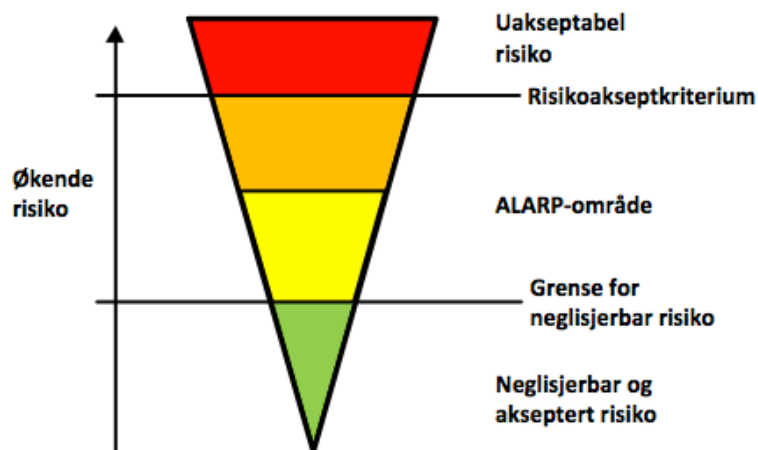 Uakseptabel
risiko
Risikoakseptkriterium
Økende
risiko
ALARP-område
Grense for
neglisjerbar risiko
Neglisjerbar og
akseptert risiko